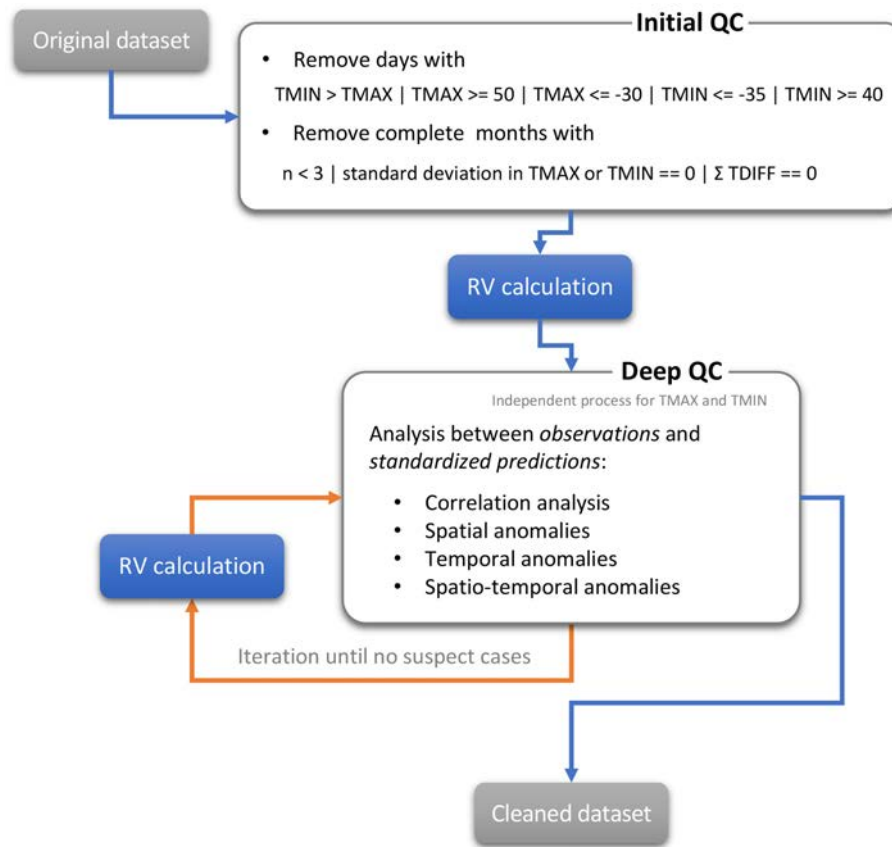 Original dataset
Initial QC
• Remove days with
TMIN > TMAX | TMAX >= 50 | TMAX <= -30 | TMIN <= -35 | TMIN >= 40
• Remove complete months with
n < 3 | standard deviation in TMAX or TMIN == 0 | Σ TDIFF == 0
RV calculation
Deep QC
Independent process for TMAX and TMIN
Analysis between observations and
standardized predictions:
• Correlation analysis
• Spatial anomalies
• Temporal anomalies
• Spatio-temporal anomalies
RV calculation
Iteration until no suspect cases
Cleaned dataset